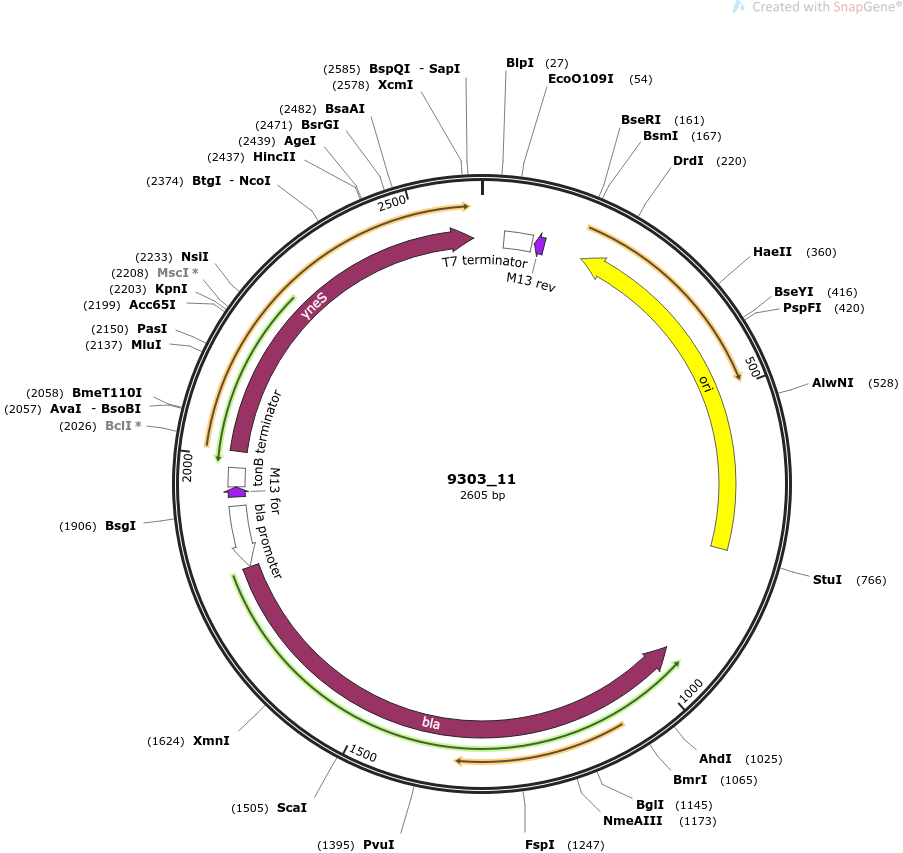 Created with SnapGene®
(2585) BspQI - SapI
(2578) XcmI
(2482) BsaAI
(2471) BsrGI
(2439) AgeI
(2437) HincII
(2374) BtgI - NcoI
(2233) NsiI
(2208) MscI *
(2203) KpnI
(2199) Acc65I
(2150) PasI
(2137) MluI
(2058) BmeT110I
(2057) AvaI - BsoBI
(2026) BclI *
(1906) BsgI
(1624) XmnI
(1505) ScaI
(1395) PvuI
BlpI (27)
EcoO109I (54)
BseRI (161)
BsmI (167)
DrdI (220)
HaeII (360)
BseYI (416)
PspFI (420)
AlwNI (528)
StuI (766)
AhdI (1025)
BmrI (1065)
BglI (1145)
NmeAIII (1173)
FspI (1247)
2500
500
1000
1500
2000
T7 terminator
M13 rev
ori
yneS
tonB terminator
M13 for
bla promoter
bla
9303_11
2605 bp